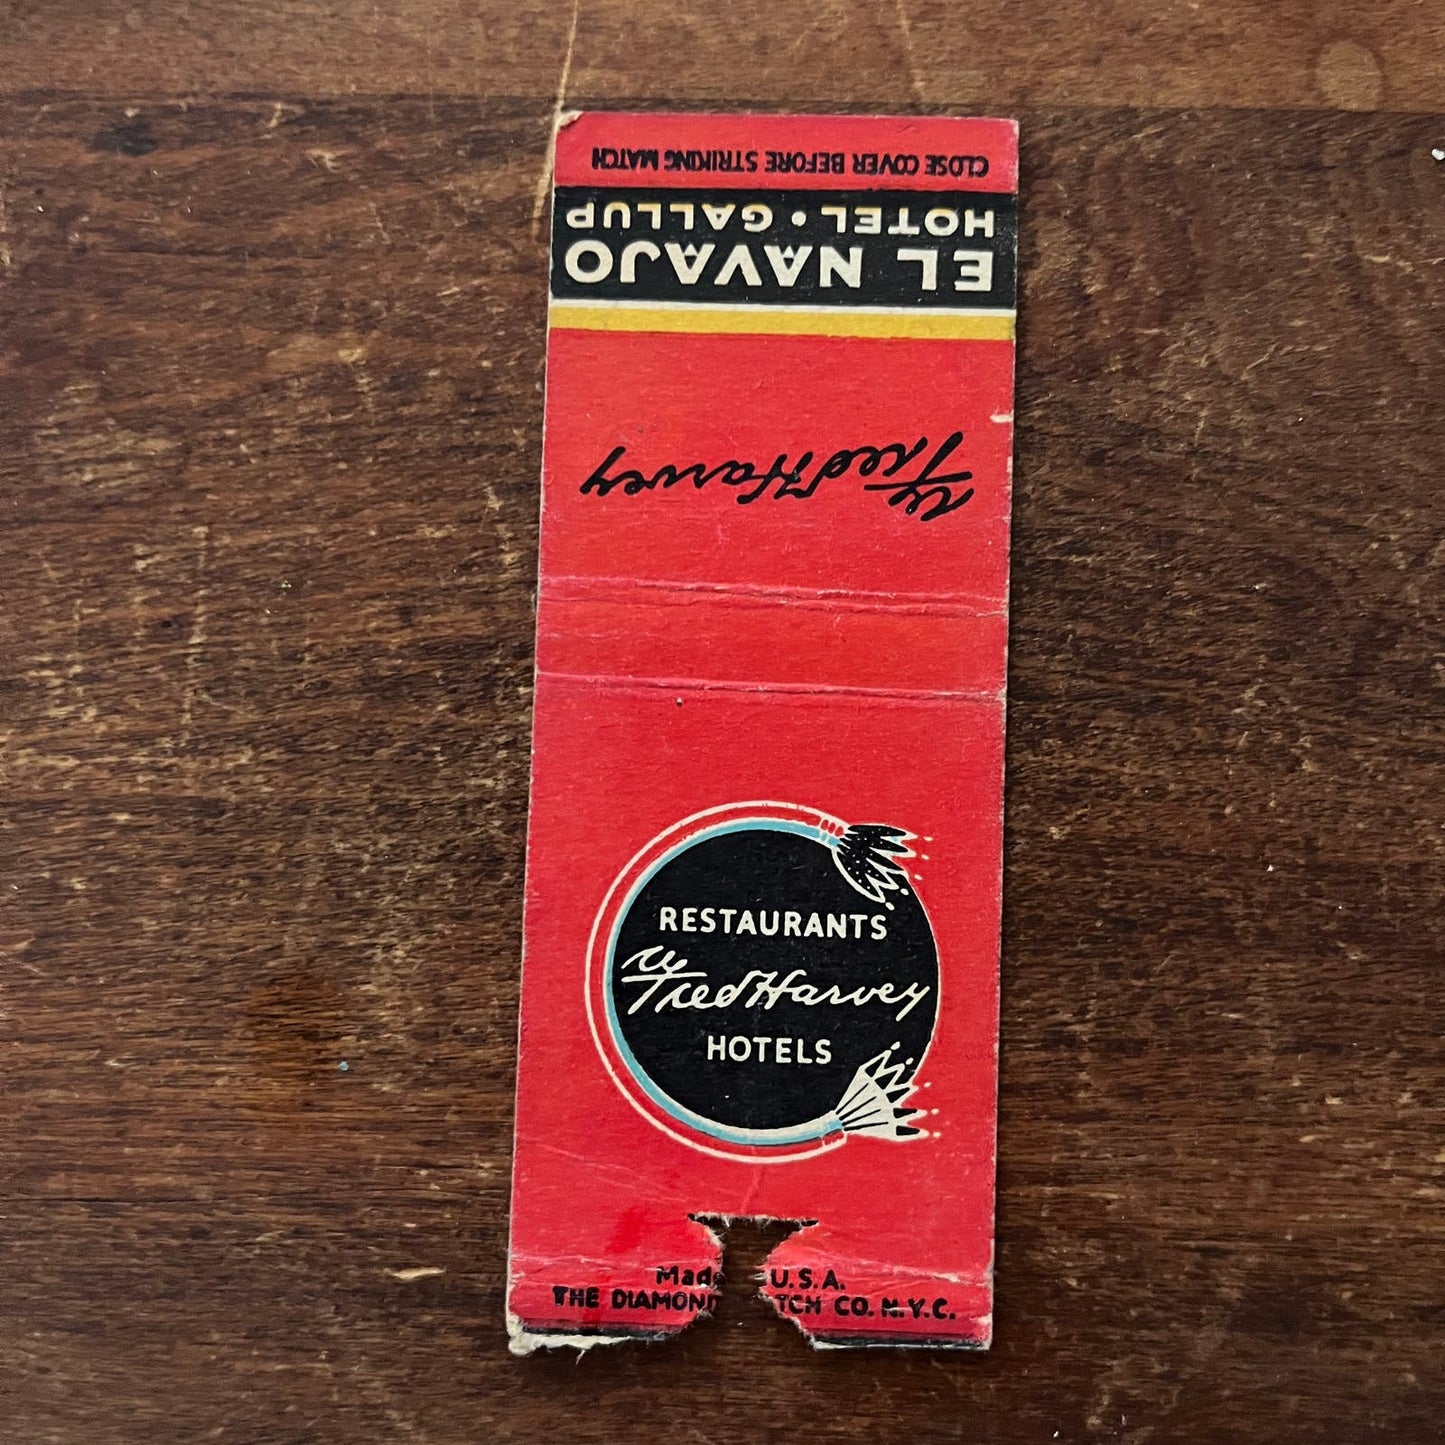 CLOSE COVER BEFORE STRIKING MATCH
EL NAVAJO
HOTEL • GALLUP
Fred Harvey
RESTAURANTS
Fred Harvey
HOTELS
Made U.S.A.
THE DIAMOND TCH CO. N.Y.C.